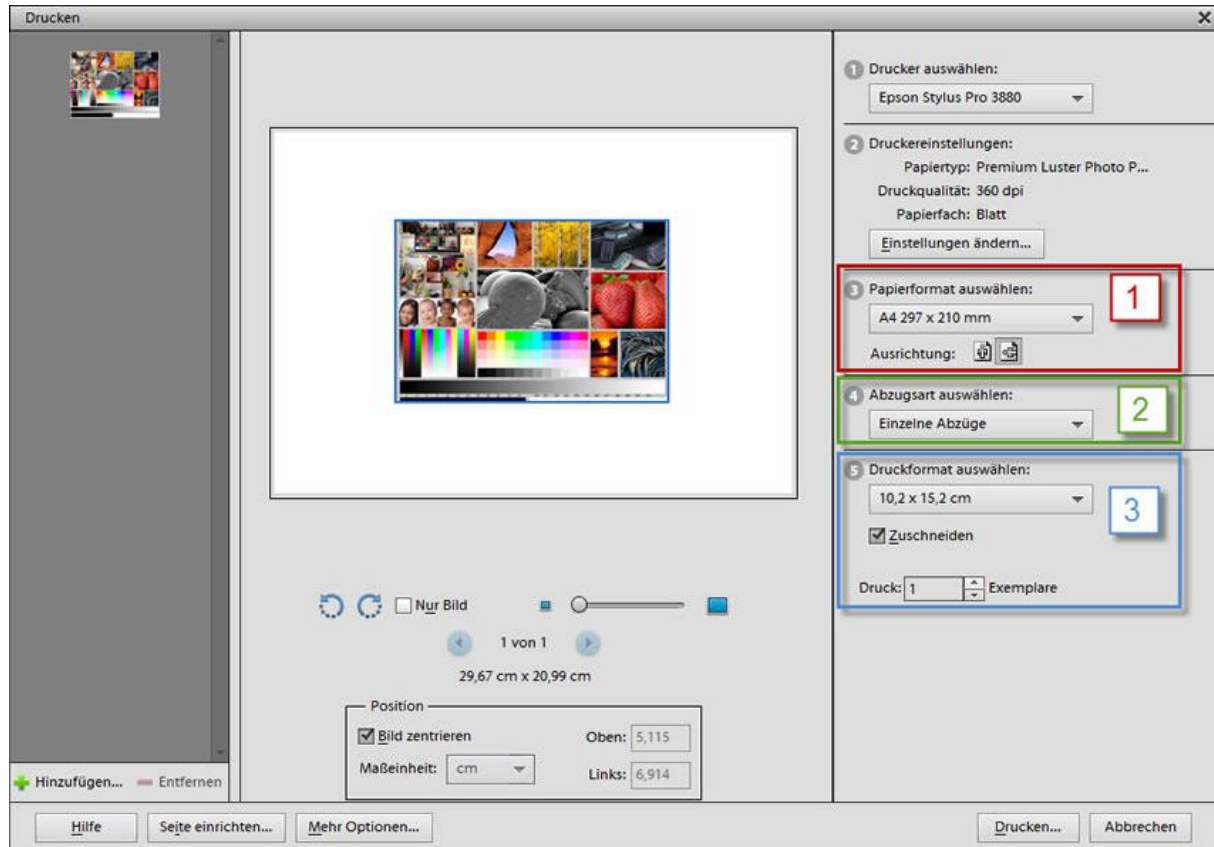 Drucken
1 Drucker auswählen:
Epson Stylus Pro 3880
2 Druckereinstellungen:
Papiertyp: Premium Luster Photo P...
Druckqualität: 360 dpi
Papierfach: Blatt
Einstellungen ändern...
3 Papierformat auswählen:
1
A4 297 x 210 mm
Ausrichtung:
4 Abzugsart auswählen:
2
Einzelne Abzüge
5 Druckformat auswählen:
10,2 x 15,2 cm
3
Zuschneiden
Druck: 1 Exemplare
Nur Bild
1 von 1
29,67 cm x 20,99 cm
Position
Bild zentrieren Oben: 5,115
Maßeinheit: cm Links: 6,914
Hinzufügen... Entfernen
Hilfe Seite einrichten... Mehr Optionen... Drucken... Abbrechen